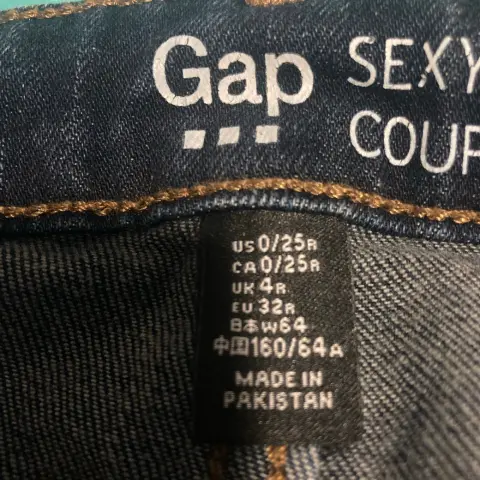 Gap SEXY
COUP
US 0/25R
CA 0/25R
UK 4R
EU 32R
日本 W64
中国 160/64A
MADE IN
PAKISTAN